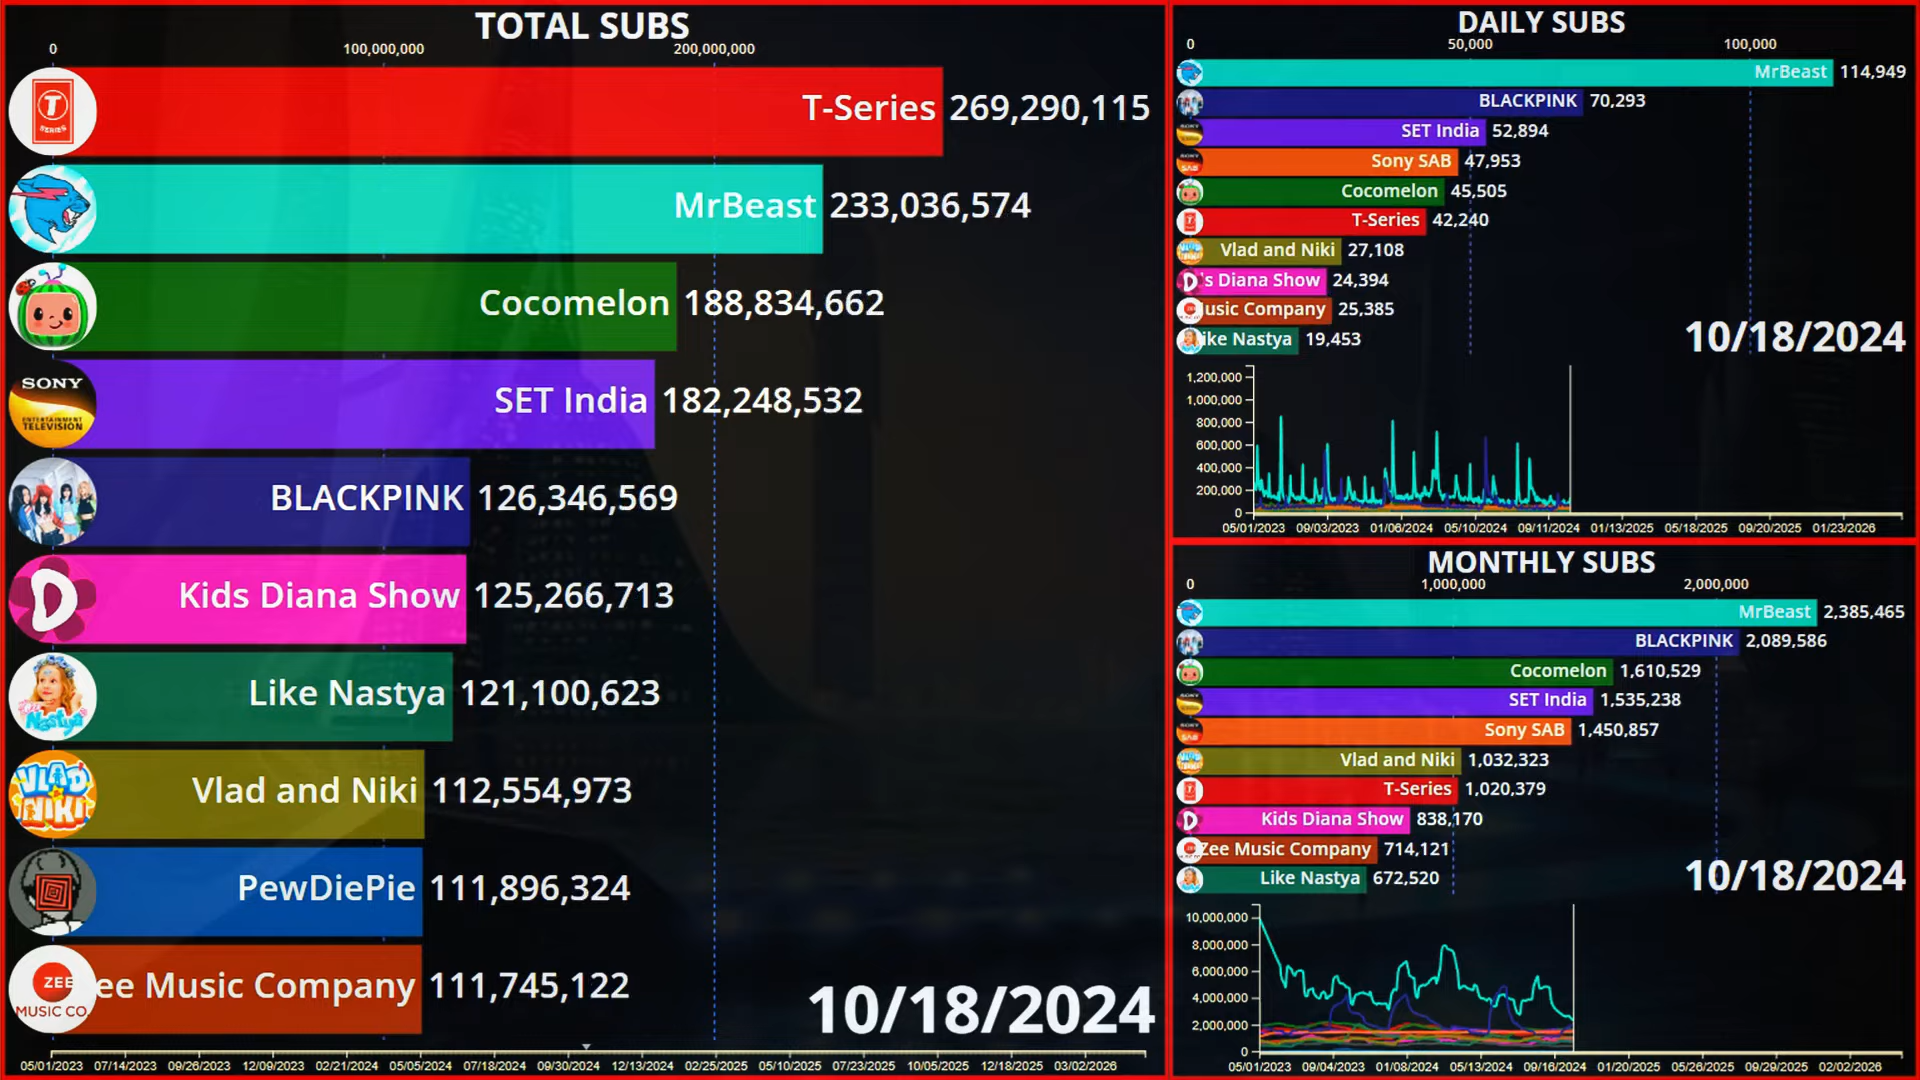 TOTAL SUBS
0 100,000,000 200,000,000
T SERIES T-Series 269,290,115
MrBeast 233,036,574
Cocomelon 188,834,662
SONY ENTERTAINMENT TELEVISION SET India 182,248,532
BLACKPINK 126,346,569
D Kids Diana Show 125,266,713
Like Nastya Like Nastya 121,100,623
VLAD NIKI Vlad and Niki 112,554,973
PewDiePie 111,896,324
ZEE MUSIC CO. ee Music Company 111,745,122
10/18/2024
05/01/2023 07/14/2023 09/26/2023 12/09/2023 02/21/2024 05/05/2024 07/18/2024 09/30/2024 12/13/2024 02/25/2025 05/10/2025 07/23/2025 10/05/2025 12/18/2025 03/02/2026
DAILY SUBS
0 50,000 100,000
MrBeast 114,949
BLACKPINK 70,293
SET India 52,894
Sony SAB 47,953
Cocomelon 45,505
T-Series 42,240
Vlad and Niki 27,108
D 's Diana Show 24,394
usic Company 25,385
ike Nastya 19,453
10/18/2024
1,200,000
1,000,000
800,000
600,000
400,000
200,000
0
05/01/2023 09/03/2023 01/06/2024 05/10/2024 09/11/2024 01/13/2025 05/18/2025 09/20/2025 01/23/2026
MONTHLY SUBS
0 1,000,000 2,000,000
MrBeast 2,385,465
BLACKPINK 2,089,586
Cocomelon 1,610,529
SET India 1,535,238
Sony SAB 1,450,857
Vlad and Niki 1,032,323
T-Series 1,020,379
D Kids Diana Show 838,170
Zee Music Company 714,121
Like Nastya 672,520
10/18/2024
10,000,000
8,000,000
6,000,000
4,000,000
2,000,000
0
05/01/2023 09/04/2023 01/08/2024 05/13/2024 09/16/2024 01/20/2025 05/26/2025 09/29/2025 02/02/2026